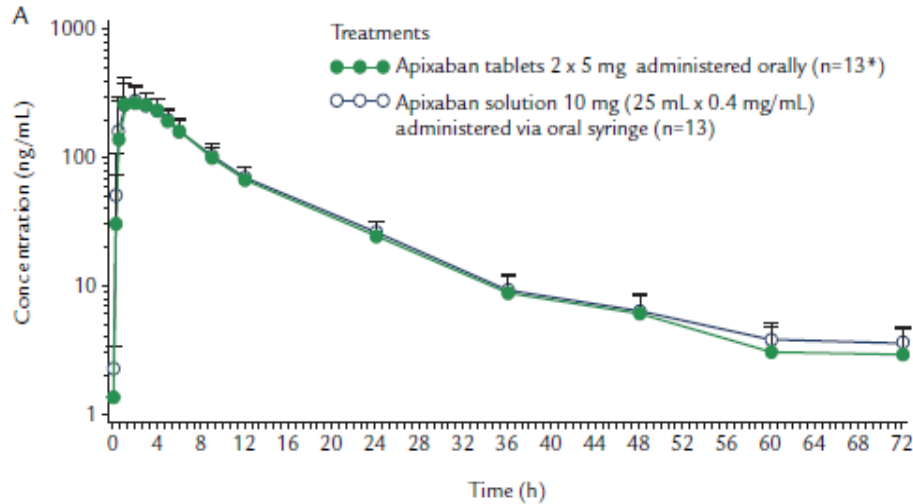 A
Treatments
Apixaban tablets 2 x 5 mg administered orally (n=13*)
Apixaban solution 10 mg (25 mL x 0.4 mg/mL)
administered via oral syringe (n=13)
Concentration (ng/mL)
1000
100
10
1
0 4 8 12 16 20 24 28 32 36 40 44 48 52 56 60 64 68 72
Time (h)